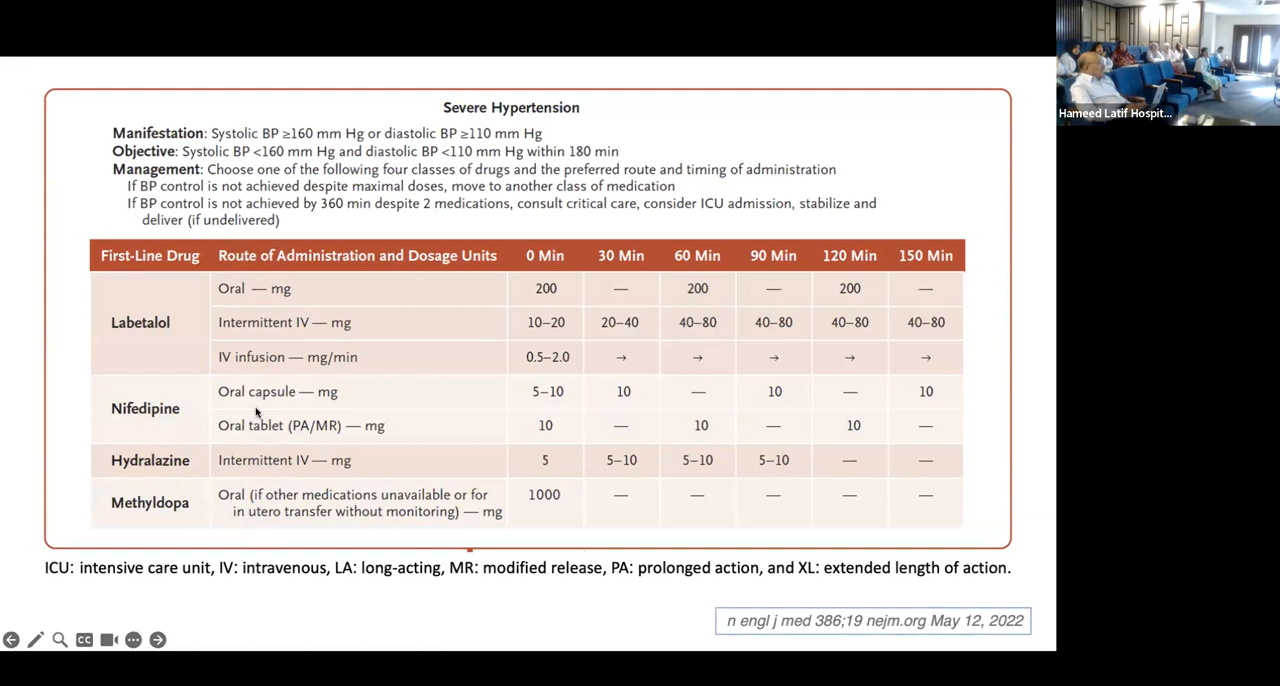 Severe Hypertension
Manifestation: Systolic BP ≥160 mm Hg or diastolic BP ≥110 mm Hg
Objective: Systolic BP <160 mm Hg and diastolic BP <110 mm Hg within 180 min
Management: Choose one of the following four classes of drugs and the preferred route and timing of administration
If BP control is not achieved despite maximal doses, move to another class of medication
If BP control is not achieved by 360 min despite 2 medications, consult critical care, consider ICU admission, stabilize and
deliver (if undelivered)
First-Line Drug Route of Administration and Dosage Units 0 Min 30 Min 60 Min 90 Min 120 Min 150 Min
Labetalol
Oral — mg 200 — 200 — 200 —
Intermittent IV — mg 10–20 20–40 40–80 40–80 40–80 40–80
IV infusion — mg/min 0.5–2.0 → → → → →
Nifedipine
Oral capsule — mg 5–10 10 — 10 — 10
Oral tablet (PA/MR) — mg 10 — 10 — 10 —
Hydralazine Intermittent IV — mg 5 5–10 5–10 5–10 — —
Methyldopa
Oral (if other medications unavailable or for 1000 — — — — —
in utero transfer without monitoring) — mg
ICU: intensive care unit, IV: intravenous, LA: long-acting, MR: modified release, PA: prolonged action, and XL: extended length of action.
n engl j med 386;19 nejm.org May 12, 2022
CC
Hameed Latif Hospit...